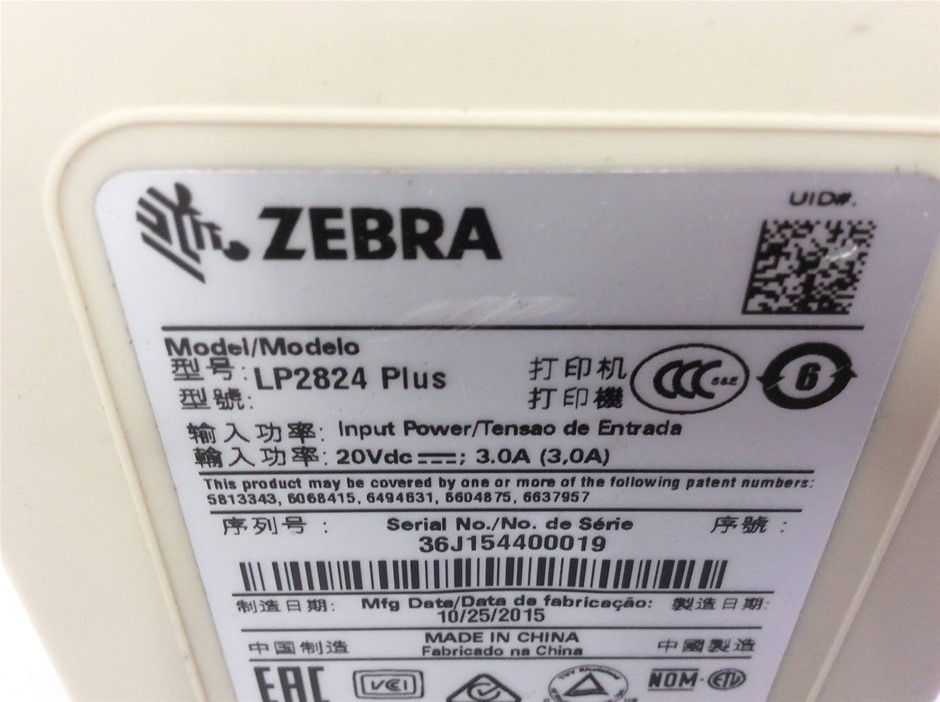 ZEBRA
UID#.
Model/Modelo
型号: LP2824 Plus
型號:
打印机
打印機
CCC S&E
6
输入功率: Input Power/Tensao de Entrada
輸入功率: 20Vdc ⎓; 3.0A (3,0A)
This product may be covered by one or more of the following patent numbers:
5813343, 6068415, 6494631, 6604875, 6637957
序列号 : Serial No./No. de Série 序號 :
36J154400019
制造日期: Mfg Date/Data de fabricação: 製造日期:
10/25/2015
中国制造 MADE IN CHINA 中國製造
Fabricado na China
EAC VCI NOM ETV